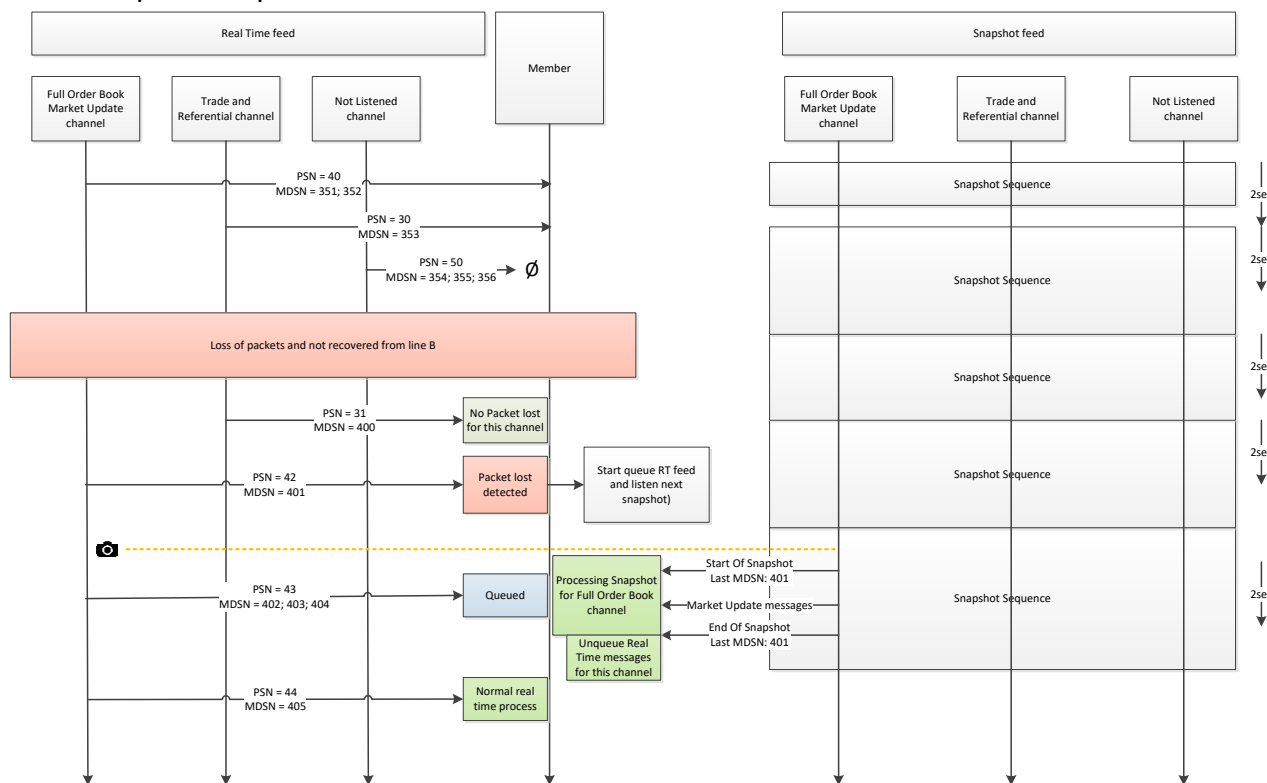 Real Time feed
Member
Snapshot feed
Full Order Book
Market Update
channel
Trade and
Referential channel
Not Listened
channel
Full Order Book
Market Update
channel
Trade and
Referential channel
Not Listened
channel
PSN = 40
MDSN = 351; 352
PSN = 30
MDSN = 353
PSN = 50
MDSN = 354; 355; 356
Ø
Snapshot Sequence
2se
Snapshot Sequence
2se
Loss of packets and not recovered from line B
Snapshot Sequence
2se
PSN = 31
MDSN = 400
No Packet lost
for this channel
PSN = 42
MDSN = 401
Packet lost
detected
Start queue RT feed
and listen next
snapshot)
Snapshot Sequence
2se
PSN = 43
MDSN = 402; 403; 404
Queued
Processing Snapshot
for Full Order Book
channel
Start Of Snapshot
Last MDSN: 401
Market Update messages
End Of Snapshot
Last MDSN: 401
Unqueue Real
Time messages
for this channel
Snapshot Sequence
2se
PSN = 44
MDSN = 405
Normal real
time process